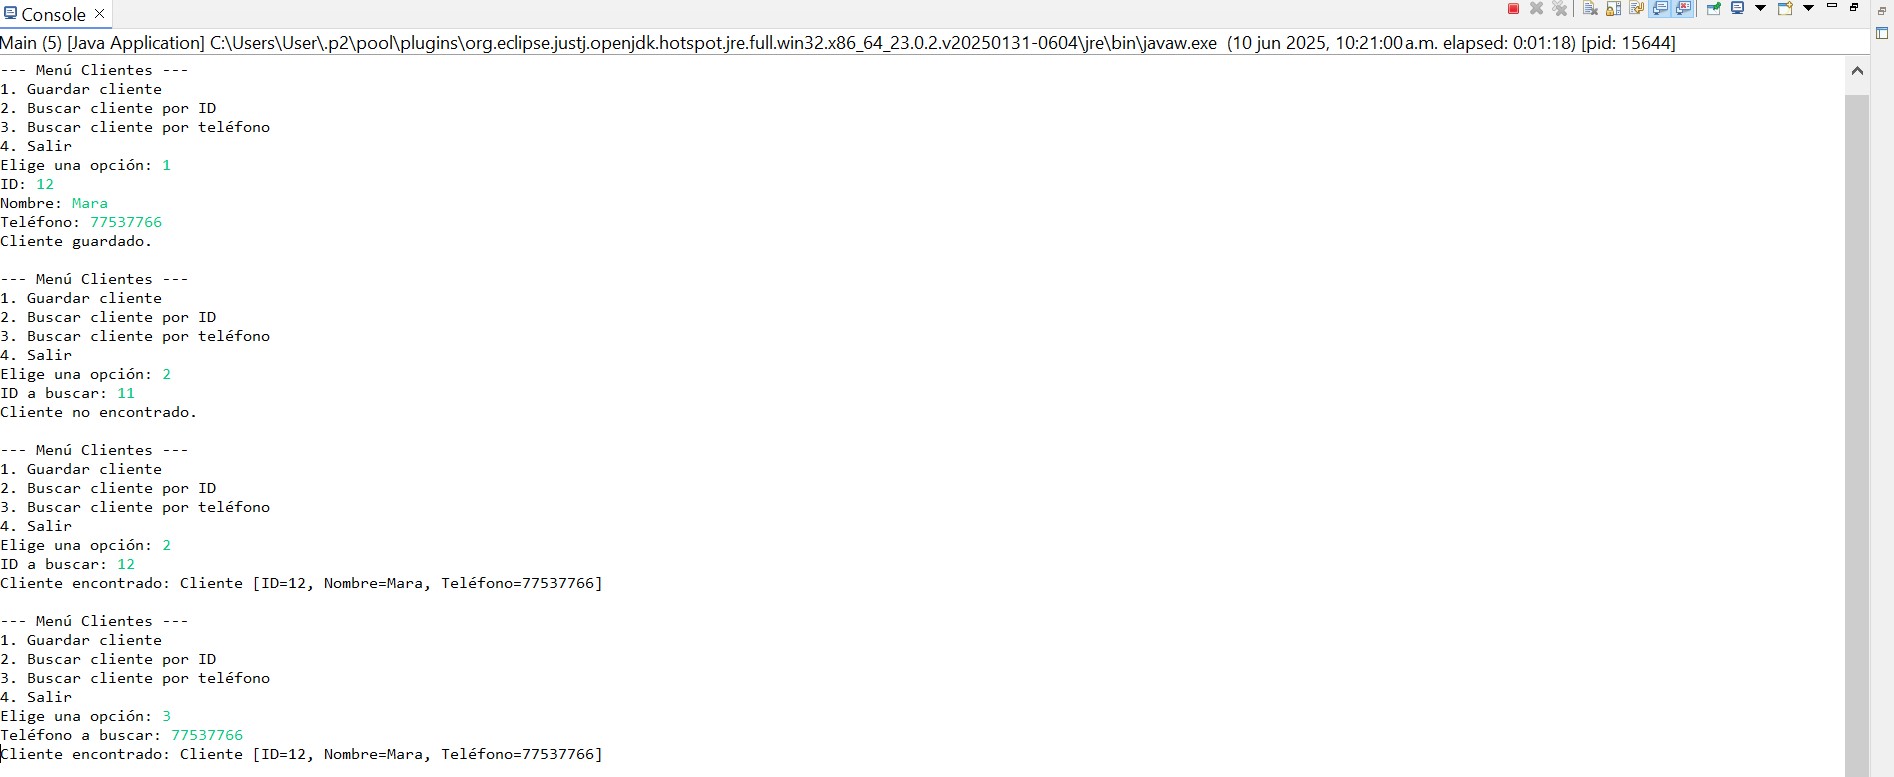 Console
Main (5) [Java Application] C:\Users\User\.p2\pool\plugins\org.eclipse.justj.openjdk.hotspot.jre.full.win32.x86_64_23.0.2.v20250131-0604\jre\bin\javaw.exe (10 jun 2025, 10:21:00 a.m. elapsed: 0:01:18) [pid: 15644]
--- Menú Clientes ---
1. Guardar cliente
2. Buscar cliente por ID
3. Buscar cliente por teléfono
4. Salir
Elige una opción: 1
ID: 12
Nombre: Mara
Teléfono: 77537766
Cliente guardado.

--- Menú Clientes ---
1. Guardar cliente
2. Buscar cliente por ID
3. Buscar cliente por teléfono
4. Salir
Elige una opción: 2
ID a buscar: 11
Cliente no encontrado.

--- Menú Clientes ---
1. Guardar cliente
2. Buscar cliente por ID
3. Buscar cliente por teléfono
4. Salir
Elige una opción: 2
ID a buscar: 12
Cliente encontrado: Cliente [ID=12, Nombre=Mara, Teléfono=77537766]

--- Menú Clientes ---
1. Guardar cliente
2. Buscar cliente por ID
3. Buscar cliente por teléfono
4. Salir
Elige una opción: 3
Teléfono a buscar: 77537766
Cliente encontrado: Cliente [ID=12, Nombre=Mara, Teléfono=77537766]